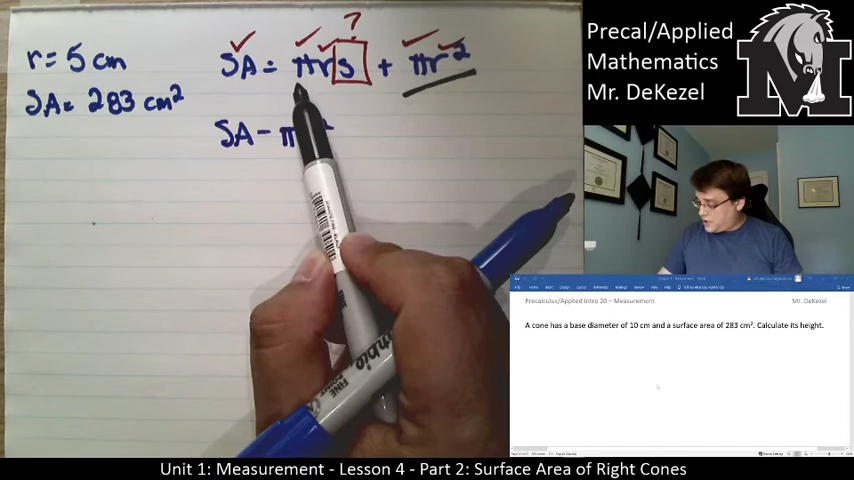 r = 5 cm
SA = 283 cm²
?
SA = πrs + πr²
SA - π
Precal/Applied
Mathematics
Mr. DeKezel
Precalculus/Applied Intro 20 – Measurement
Mr. DeKezel
A cone has a base diameter of 10 cm and a surface area of 283 cm². Calculate its height.
FINE
POINT
Unit 1: Measurement - Lesson 4 - Part 2: Surface Area of Right Cones